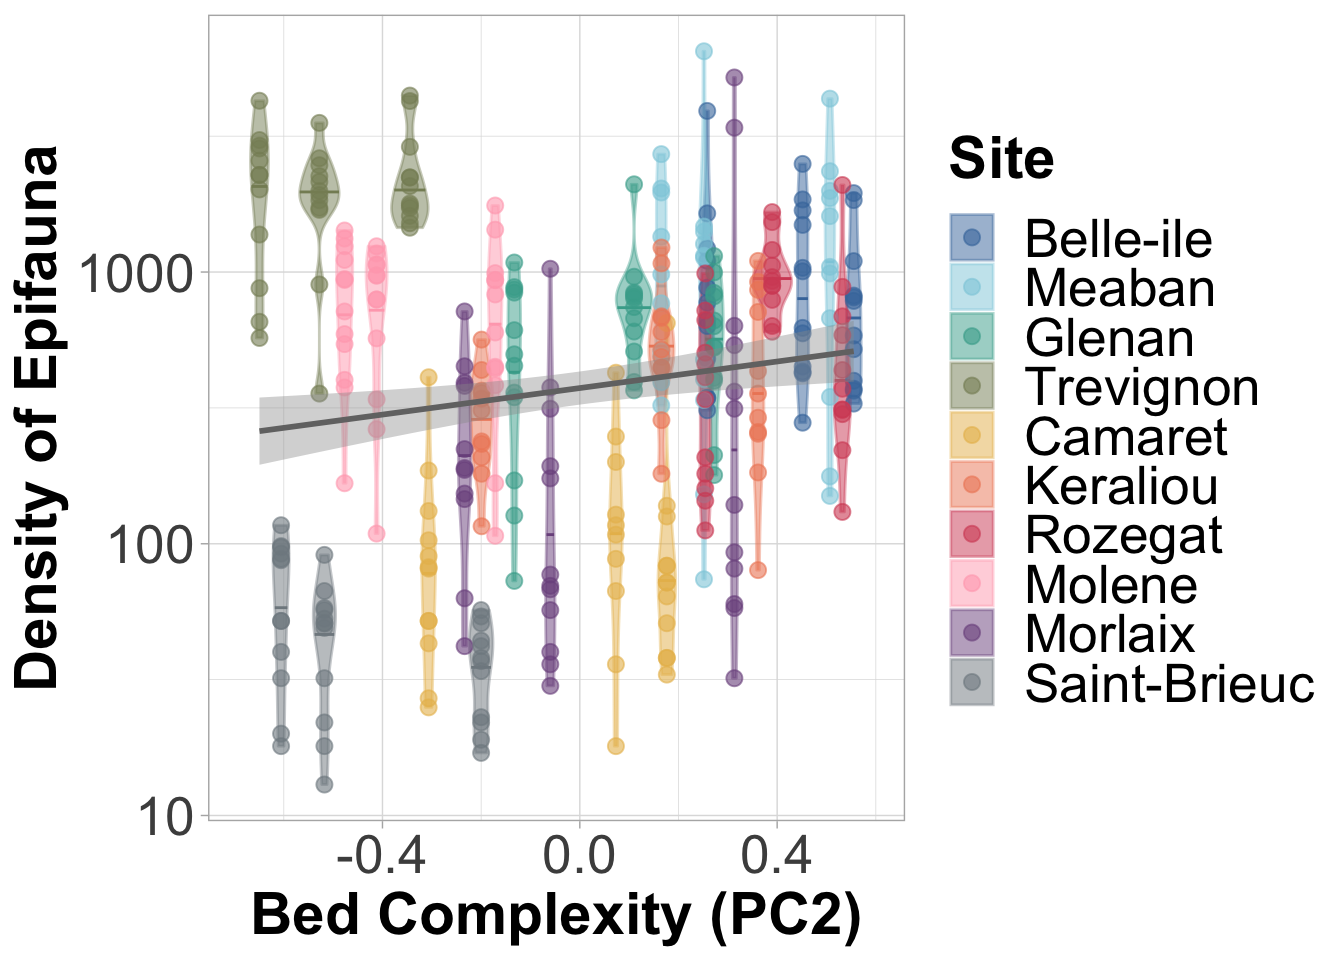 Density of Epifauna
1000
100
10
-0.4
0.0
0.4
Bed Complexity (PC2)
Site
Belle-ile
Meaban
Glenan
Trevignon
Camaret
Keraliou
Rozegat
Molene
Morlaix
Saint-Brieuc